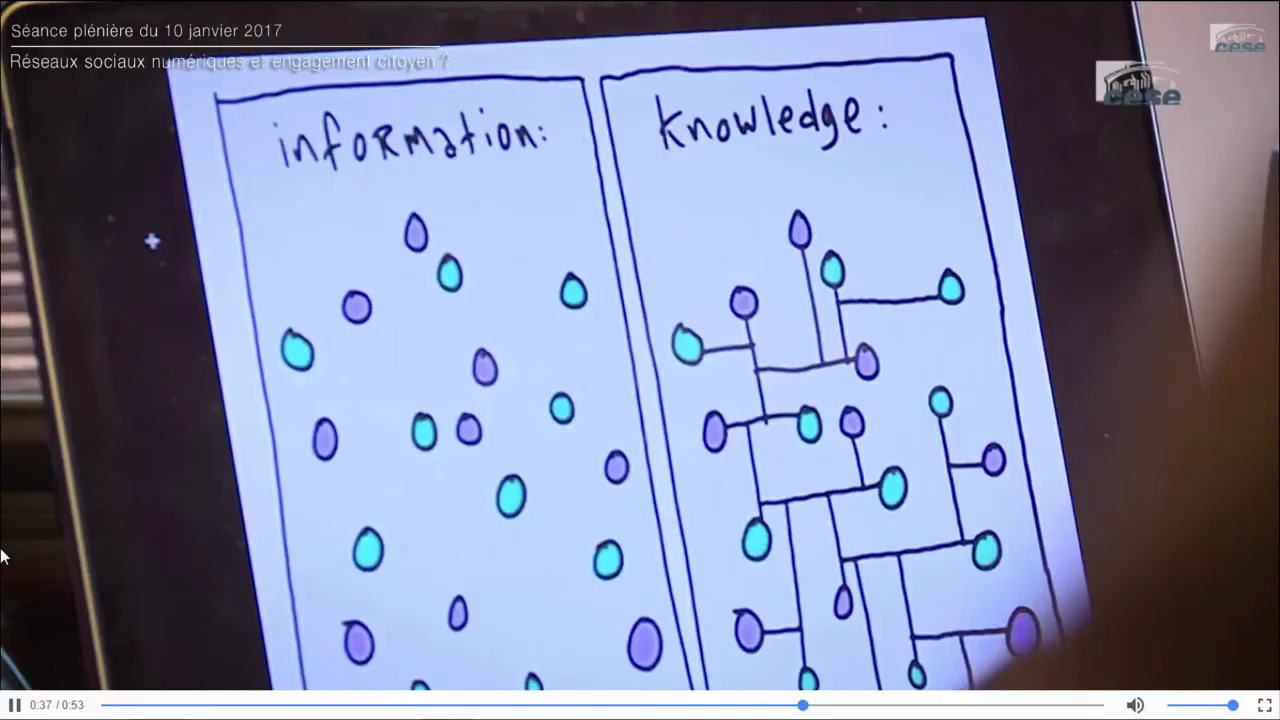 Séance plénière du 10 janvier 2017
Réseaux sociaux numériques et engagement citoyen ?
cese
cese
information:
knowledge:
0:37 / 0:53